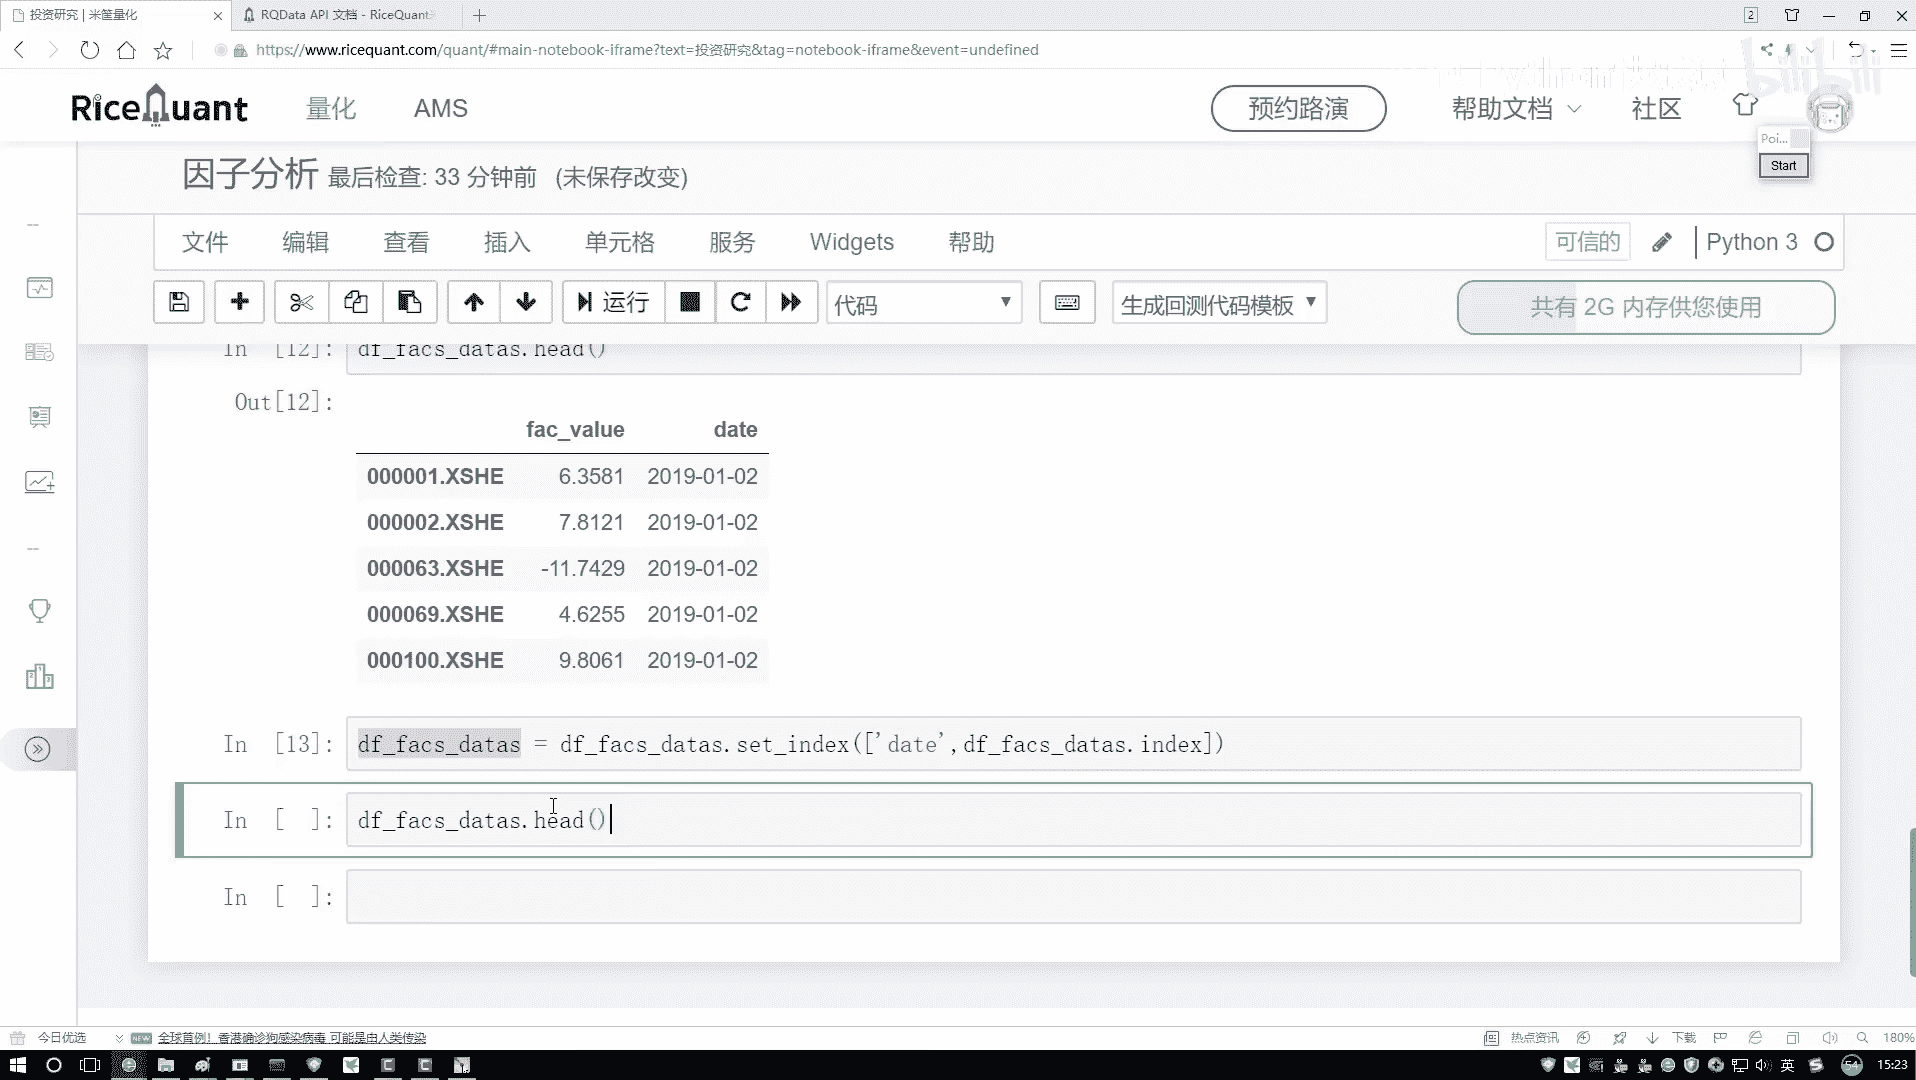 投资研究 | 米筐量化
RQData API 文档 - RiceQuant
2
https://www.ricequant.com/quant/#main-notebook-iframe?text=投资研究&tag=notebook-iframe&event=undefined
bilibili
RiceQuant 量化 AMS 预约路演 帮助文档 社区
Poi...
Start
因子分析 最后检查: 33 分钟前 (未保存改变)
文件 编辑 查看 插入 单元格 服务 Widgets 帮助 可信的 Python 3
运行 代码 生成回测代码模板 共有 2G 内存供您使用
In [12]: df_facs_datas.head()
Out[12]:
fac_value date
000001.XSHE 6.3581 2019-01-02
000002.XSHE 7.8121 2019-01-02
000063.XSHE -11.7429 2019-01-02
000069.XSHE 4.6255 2019-01-02
000100.XSHE 9.8061 2019-01-02
In [13]: df_facs_datas = df_facs_datas.set_index(['date',df_facs_datas.index])
In [ ]: df_facs_datas.head()
In [ ]:
今日优选 NEW 全球首例！香港确诊狗感染病毒 可能是由人类传染 热点资讯 下载 180%
英 54 15:23